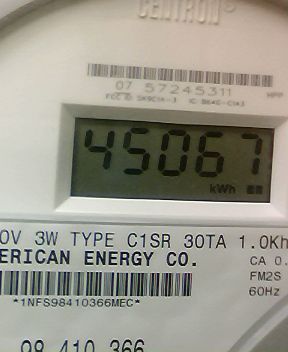 CENTRON®
07 57245311
45067
kWh
0V 3W TYPE C1SR 30TA 1.0Kh
ERICAN ENERGY CO.
CA 0.
FM2S
60Hz
*1NFS98410366MEC*
98 410 366